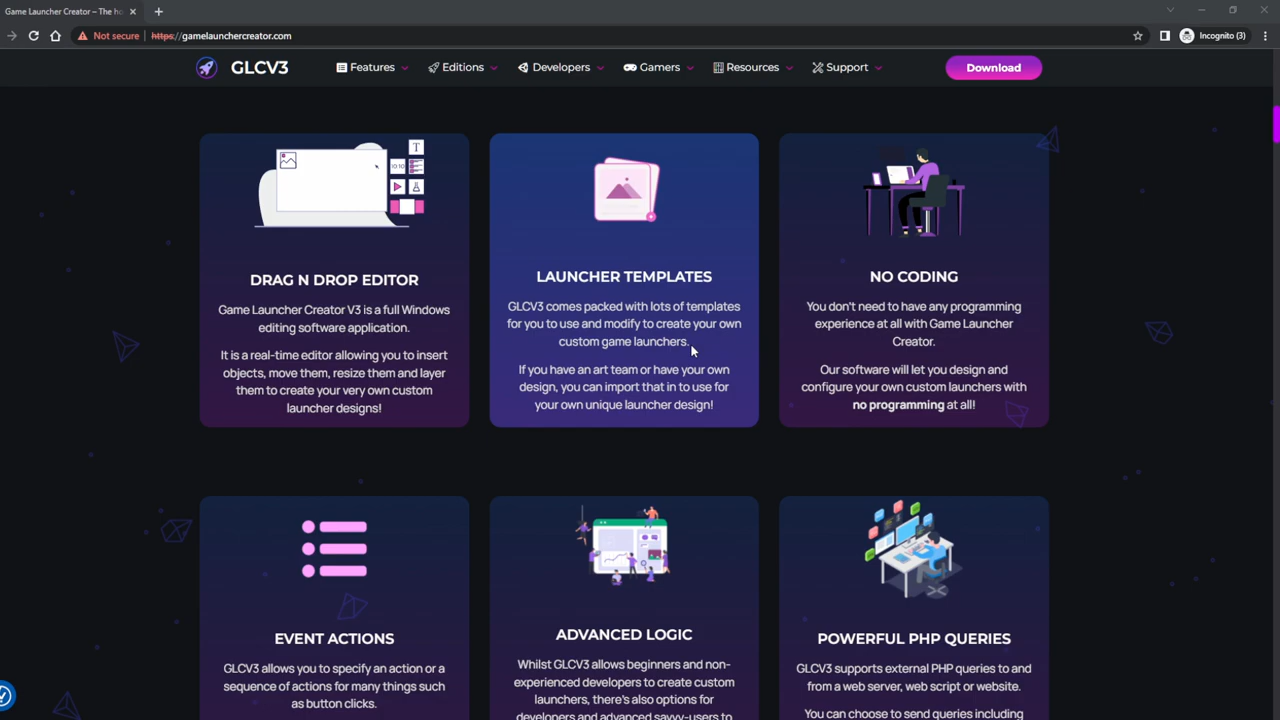 Game Launcher Creator – The ho
Not secure
https://gamelaunchercreator.com
Incognito (3)
GLCV3
Features
Editions
Developers
Gamers
Resources
Support
Download
T
10:10
DRAG N DROP EDITOR
Game Launcher Creator V3 is a full Windows
editing software application.
It is a real-time editor allowing you to insert
objects, move them, resize them and layer
them to create your very own custom
launcher designs!
LAUNCHER TEMPLATES
GLCV3 comes packed with lots of templates
for you to use and modify to create your own
custom game launchers.
If you have an art team or have your own
design, you can import that in to use for
your own unique launcher design!
NO CODING
You don't need to have any programming
experience at all with Game Launcher
Creator.
Our software will let you design and
configure your own custom launchers with
no programming at all!
EVENT ACTIONS
GLCV3 allows you to specify an action or a
sequence of actions for many things such
as button clicks.
ADVANCED LOGIC
Whilst GLCV3 allows beginners and non-
experienced developers to create custom
launchers, there's also options for
developers and advanced savvy-users to
POWERFUL PHP QUERIES
GLCV3 supports external PHP queries to and
from a web server, web script or website.
You can choose to send queries including